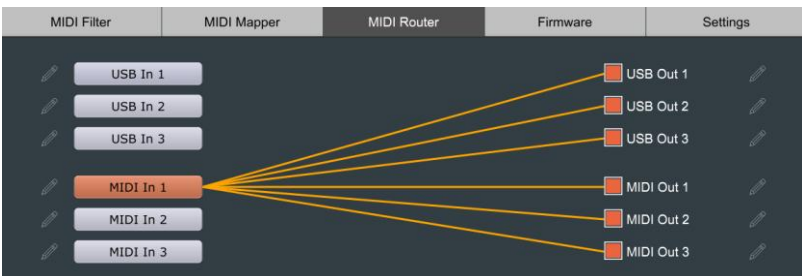 MIDI Filter MIDI Mapper MIDI Router Firmware Settings
USB In 1 USB Out 1
USB In 2 USB Out 2
USB In 3 USB Out 3
MIDI In 1 MIDI Out 1
MIDI In 2 MIDI Out 2
MIDI In 3 MIDI Out 3